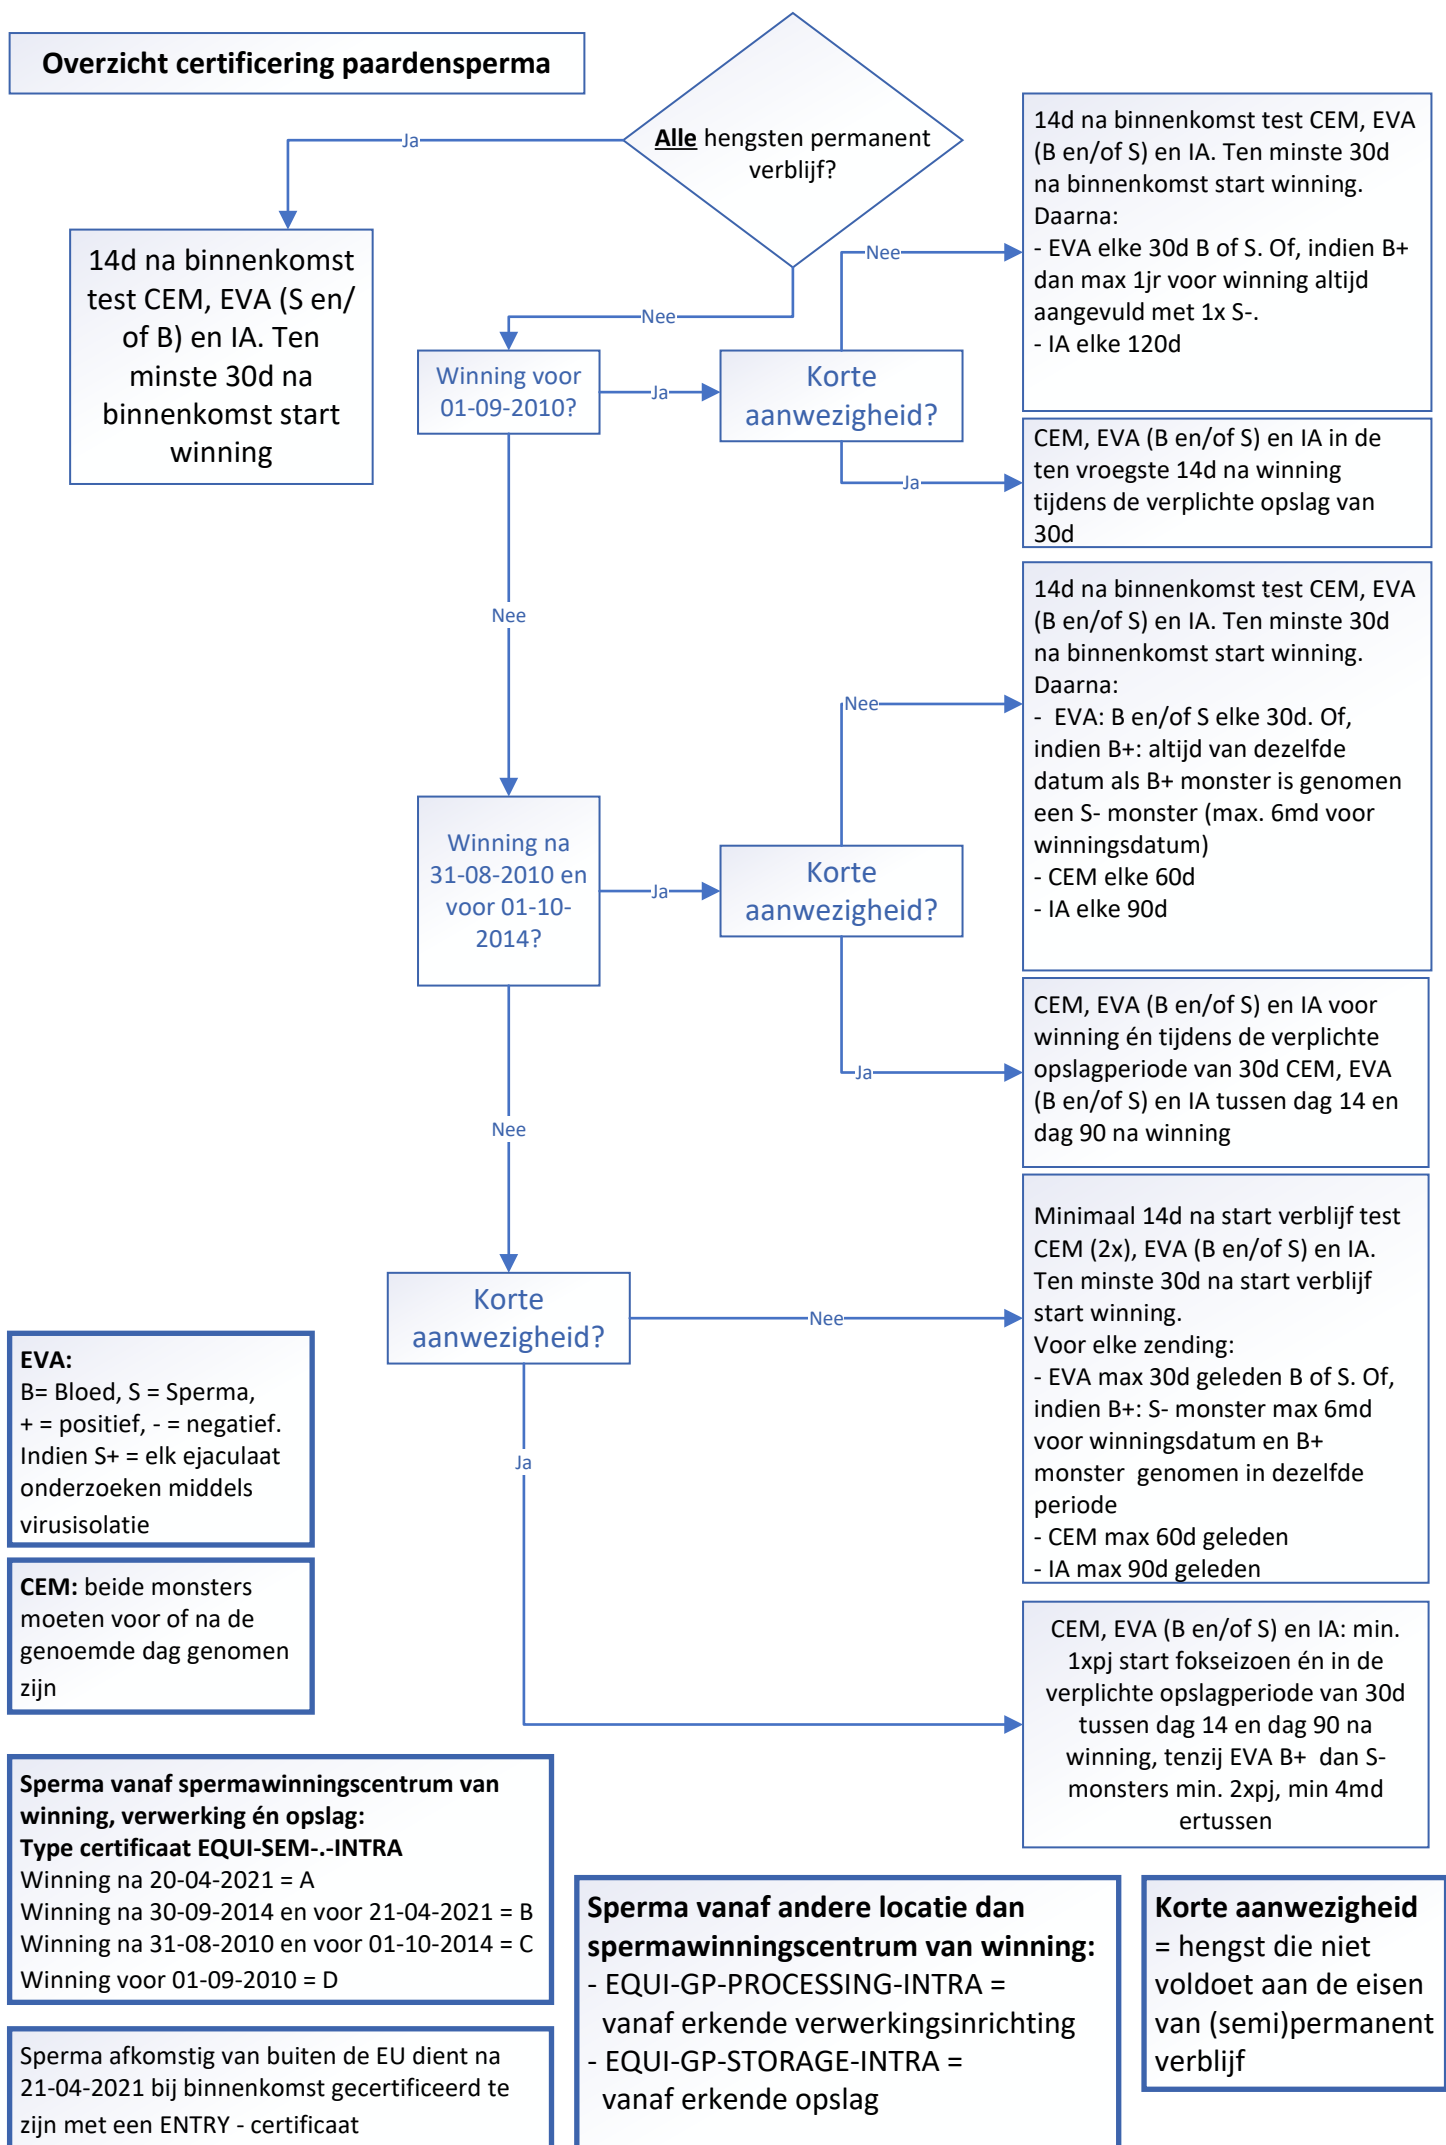 Overzicht certificering paardensperma
Alle hengsten permanent
verblijf?
Ja
14d na binnenkomst
test CEM, EVA (S en/
of B) en IA. Ten
minste 30d na
binnenkomst start
winning
Nee
Winning voor
01-09-2010?
Ja
Korte
aanwezigheid?
Nee
14d na binnenkomst test CEM, EVA
(B en/of S) en IA. Ten minste 30d
na binnenkomst start winning.
Daarna:
- EVA elke 30d B of S. Of, indien B+
dan max 1jr voor winning altijd
aangevuld met 1x S-.
- IA elke 120d
Ja
CEM, EVA (B en/of S) en IA in de
ten vroegste 14d na winning
tijdens de verplichte opslag van
30d
Nee
Winning na
31-08-2010 en
voor 01-10-
2014?
Ja
Korte
aanwezigheid?
Nee
14d na binnenkomst test CEM, EVA
(B en/of S) en IA. Ten minste 30d
na binnenkomst start winning.
Daarna:
- EVA: B en/of S elke 30d. Of,
indien B+: altijd van dezelfde
datum als B+ monster is genomen
een S- monster (max. 6md voor
winningsdatum)
- CEM elke 60d
- IA elke 90d
Ja
CEM, EVA (B en/of S) en IA voor
winning én tijdens de verplichte
opslagperiode van 30d CEM, EVA
(B en/of S) en IA tussen dag 14 en
dag 90 na winning
Nee
Korte
aanwezigheid?
Nee
Minimaal 14d na start verblijf test
CEM (2x), EVA (B en/of S) en IA.
Ten minste 30d na start verblijf
start winning.
Voor elke zending:
- EVA max 30d geleden B of S. Of,
indien B+: S- monster max 6md
voor winningsdatum en B+
monster genomen in dezelfde
periode
- CEM max 60d geleden
- IA max 90d geleden
Ja
CEM, EVA (B en/of S) en IA: min.
1xpj start fokseizoen én in de
verplichte opslagperiode van 30d
tussen dag 14 en dag 90 na
winning, tenzij EVA B+ dan S-
monsters min. 2xpj, min 4md
ertussen
EVA:
B= Bloed, S = Sperma,
+ = positief, - = negatief.
Indien S+ = elk ejaculaat
onderzoeken middels
virusisolatie
CEM: beide monsters
moeten voor of na de
genoemde dag genomen
zijn
Sperma vanaf spermawinningscentrum van
winning, verwerking én opslag:
Type certificaat EQUI-SEM-.-INTRA
Winning na 20-04-2021 = A
Winning na 30-09-2014 en voor 21-04-2021 = B
Winning na 31-08-2010 en voor 01-10-2014 = C
Winning voor 01-09-2010 = D
Sperma afkomstig van buiten de EU dient na
21-04-2021 bij binnenkomst gecertificeerd te
zijn met een ENTRY - certificaat
Sperma vanaf andere locatie dan
spermawinningscentrum van winning:
- EQUI-GP-PROCESSING-INTRA =
vanaf erkende verwerkingsinrichting
- EQUI-GP-STORAGE-INTRA =
vanaf erkende opslag
Korte aanwezigheid
= hengst die niet
voldoet aan de eisen
van (semi)permanent
verblijf